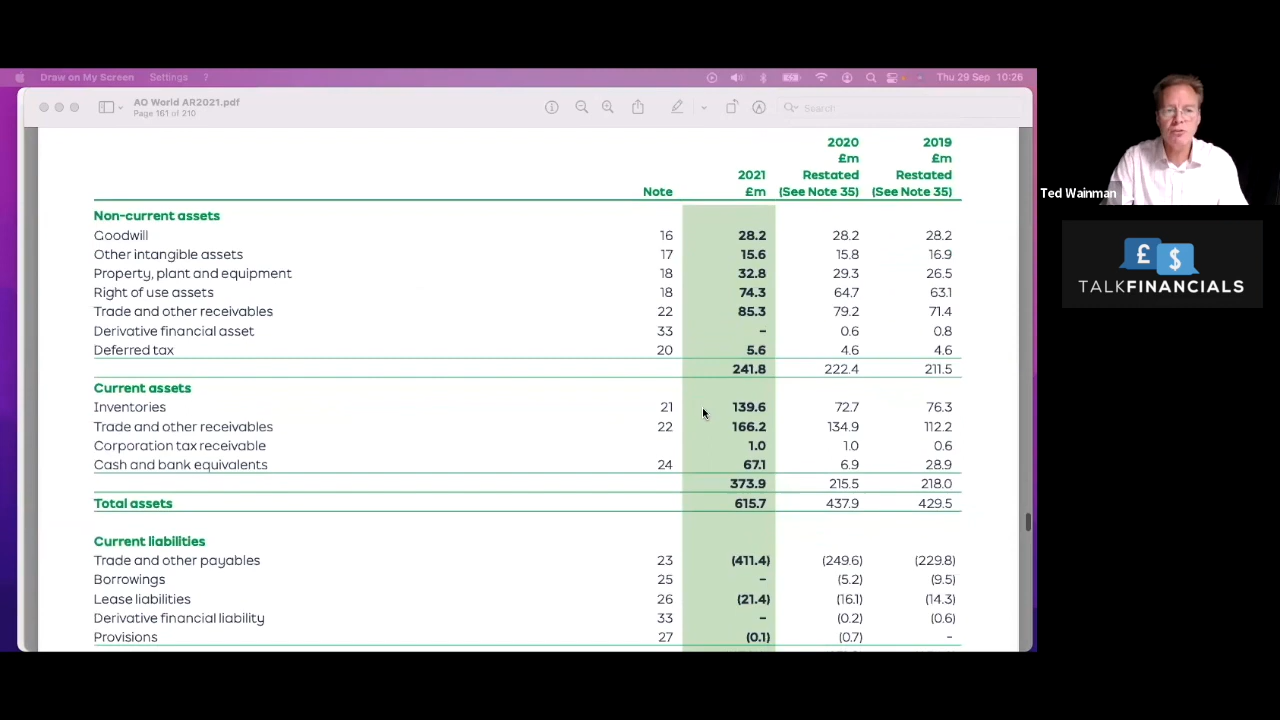 Draw on My Screen Settings ? Thu 29 Sep 10:26
AO World AR2021.pdf
Page 161 of 210
Search
2020 2019
£m £m
2021 Restated Restated
Note £m (See Note 35) (See Note 35)
Non-current assets
Goodwill 16 28.2 28.2 28.2
Other intangible assets 17 15.6 15.8 16.9
Property, plant and equipment 18 32.8 29.3 26.5
Right of use assets 18 74.3 64.7 63.1
Trade and other receivables 22 85.3 79.2 71.4
Derivative financial asset 33 – 0.6 0.8
Deferred tax 20 5.6 4.6 4.6
241.8 222.4 211.5
Current assets
Inventories 21 139.6 72.7 76.3
Trade and other receivables 22 166.2 134.9 112.2
Corporation tax receivable 1.0 1.0 0.6
Cash and bank equivalents 24 67.1 6.9 28.9
373.9 215.5 218.0
Total assets 615.7 437.9 429.5
Current liabilities
Trade and other payables 23 (411.4) (249.6) (229.8)
Borrowings 25 – (5.2) (9.5)
Lease liabilities 26 (21.4) (16.1) (14.3)
Derivative financial liability 33 – (0.2) (0.6)
Provisions 27 (0.1) (0.7) –
Ted Wainman
£ $
TALKFINANCIALS